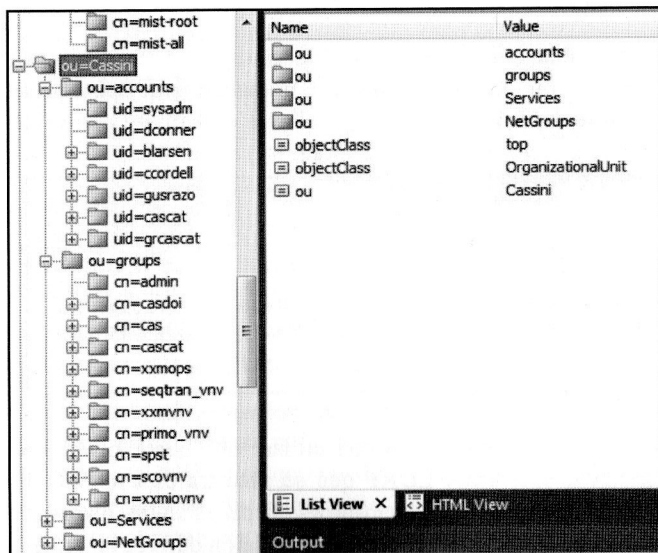 cn=mist-root
cn=mist-all
ou=Cassini
ou=accounts
uid=sysadm
uid=dconner
uid=blarsen
uid=ccordell
uid=gusrazo
uid=cascat
uid=grcascat
ou=groups
cn=admin
cn=casdoi
cn=cas
cn=cascat
cn=xxmops
cn=seqtran_vnv
cn=xxmvnv
cn=primo_vnv
cn=spst
cn=scovnv
cn=xxmiovnv
ou=Services
ou=NetGroups
Name Value
ou accounts
ou groups
ou Services
ou NetGroups
objectClass top
objectClass OrganizationalUnit
ou Cassini
List View X HTML View
Output